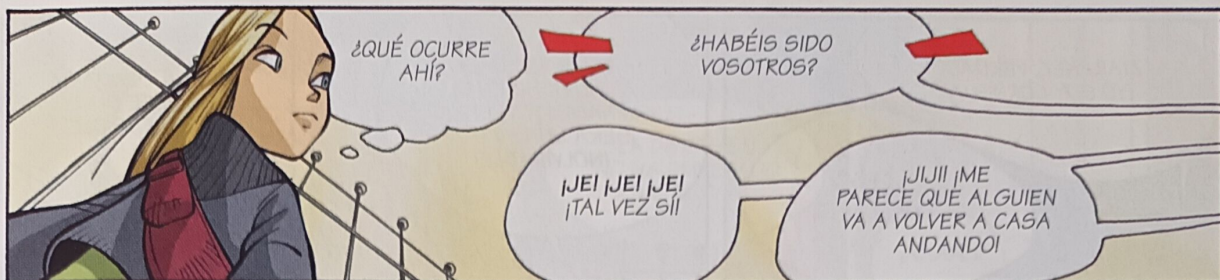 ¿QUÉ OCURRE
AHÍ?
¿HABÉIS SIDO
VOSOTROS?
¡JE! ¡JE! ¡JE!
¡TAL VEZ SÍ!
¡JIJI! ¡ME
PARECE QUE ALGUIEN
VA A VOLVER A CASA
ANDANDO!